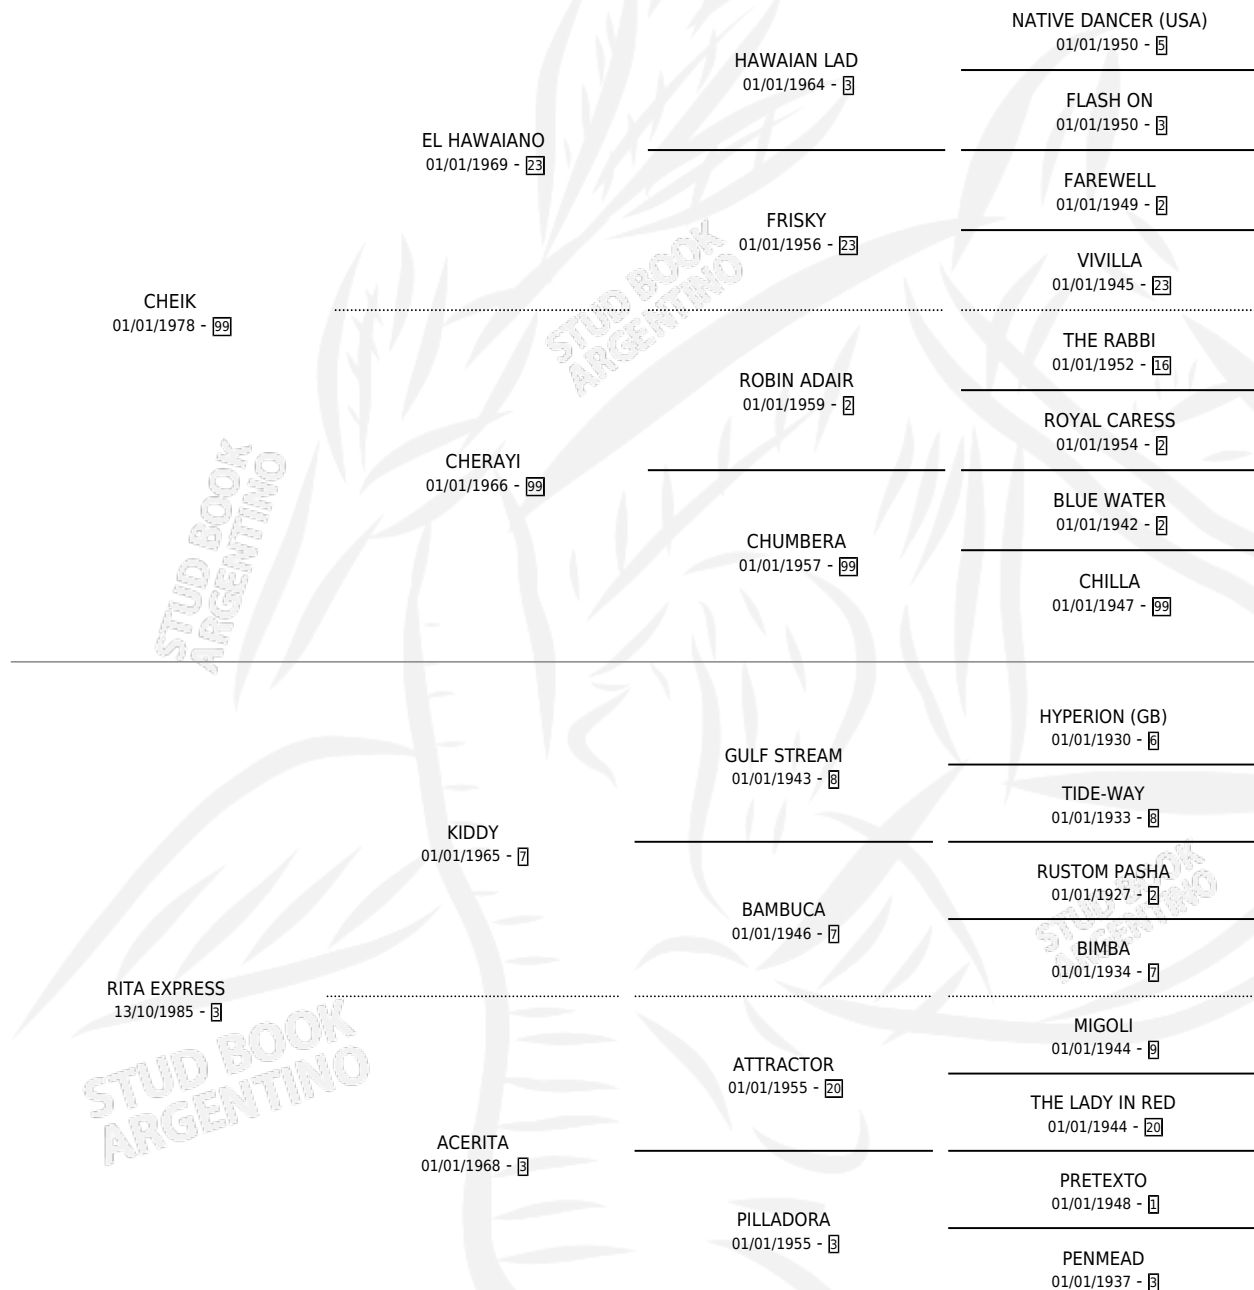 NATIVE DANCER (USA)
01/01/1950 - 5
HAWAIAN LAD
01/01/1964 - 3
FLASH ON
01/01/1950 - 3
EL HAWAIANO
01/01/1969 - 23
FAREWELL
01/01/1949 - 2
FRISKY
01/01/1956 - 23
VIVILLA
01/01/1945 - 23
CHEIK
01/01/1978 - 99
THE RABBI
01/01/1952 - 16
ROBIN ADAIR
01/01/1959 - 2
ROYAL CARESS
01/01/1954 - 2
CHERAYI
01/01/1966 - 99
BLUE WATER
01/01/1942 - 2
CHUMBERA
01/01/1957 - 99
CHILLA
01/01/1947 - 99
HYPERION (GB)
01/01/1930 - 6
GULF STREAM
01/01/1943 - 8
TIDE-WAY
01/01/1933 - 8
KIDDY
01/01/1965 - 7
RUSTOM PASHA
01/01/1927 - 2
BAMBUCA
01/01/1946 - 7
BIMBA
01/01/1934 - 7
RITA EXPRESS
13/10/1985 - 3
MIGOLI
01/01/1944 - 9
ATTRACTOR
01/01/1955 - 20
THE LADY IN RED
01/01/1944 - 20
ACERITA
01/01/1968 - 3
PRETEXTO
01/01/1948 - 1
PILLADORA
01/01/1955 - 3
PENMEAD
01/01/1937 - 3
STUD BOOK
ARGENTINO
STUD BOOK
ARGENTINO
STUD BOOK
ARGENTINO
STUD BOOK
ARGENTINO